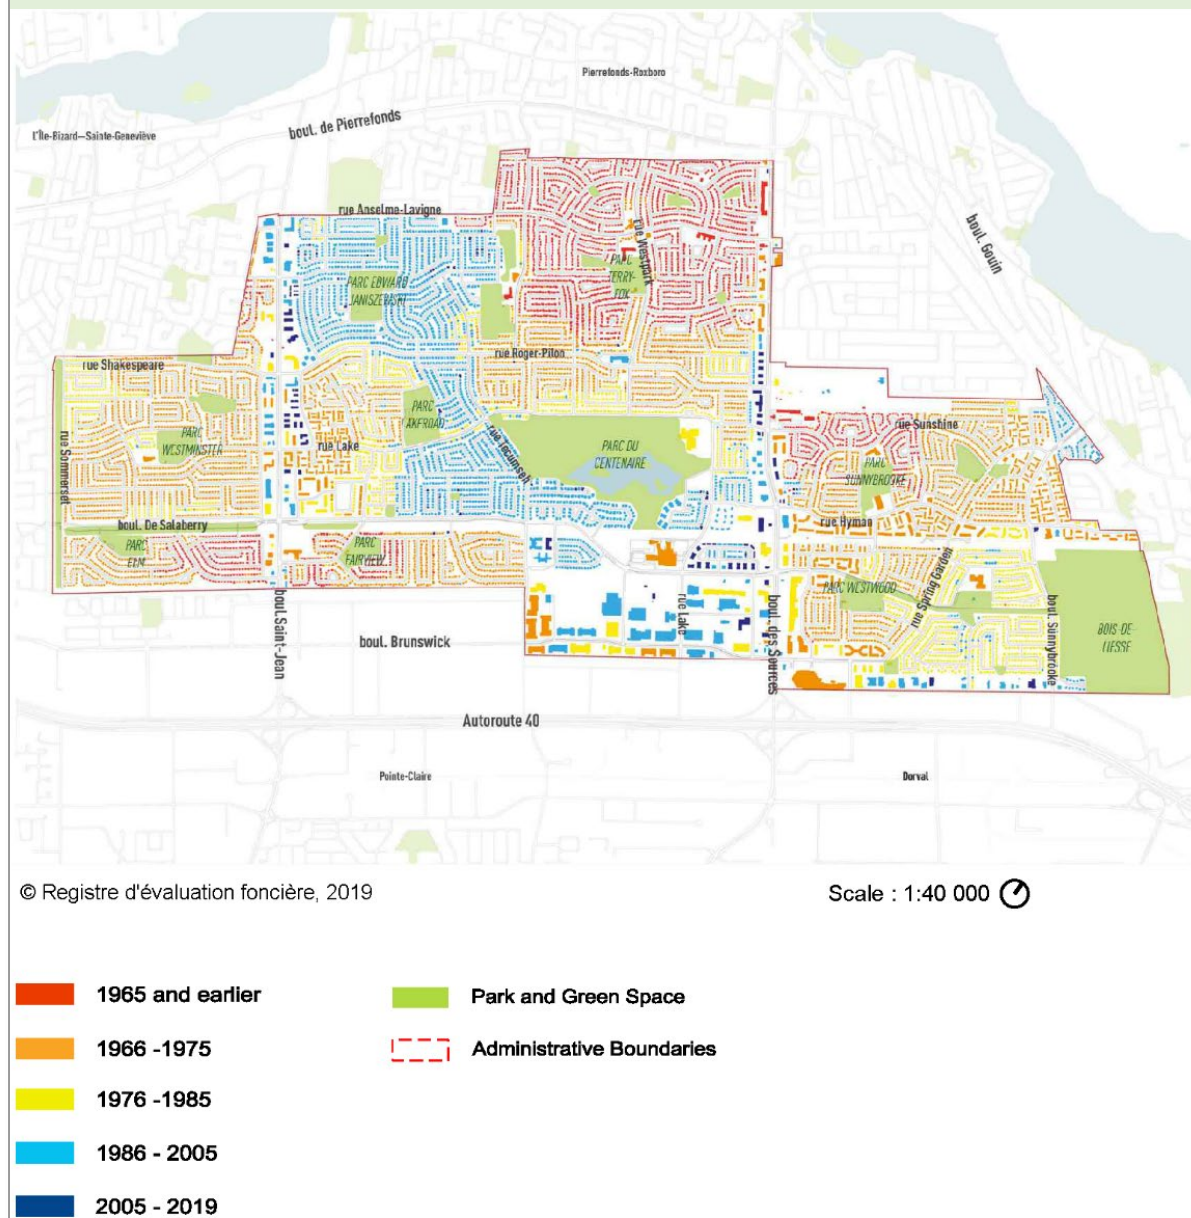 Pierrefonds-Roxboro
L'Île-Bizard—Sainte-Geneviève
boul. de Pierrefonds
rue Anselme-Lavigne
boul. Gouin
rue Westpark
PARC
TERRY-
FOX
PARC EDWARD
JANISZEWSKI
rue Roger-Pilon
rue Shakespeare
PARC
LAKEROAD
rue Sunshine
rue Sommerset
PARC
WESTMINSTER
rue Lake
rue Tecumseh
PARC DU
CENTENAIRE
PARC
SUNNYBROOKE
boul. De Salaberry
rue Hyman
PARC
ELM
PARC
FAIRVIEW
rue Spring Garden
PARC WESTWOOD
boul. Saint-Jean
rue Lake
boul. des Sources
boul. Sunnybrooke
BOIS-DE-
LIESSE
boul. Brunswick
Autoroute 40
Pointe-Claire
Dorval
© Registre d'évaluation foncière, 2019
Scale : 1:40 000
1965 and earlier
Park and Green Space
1966 -1975
Administrative Boundaries
1976 -1985
1986 - 2005
2005 - 2019